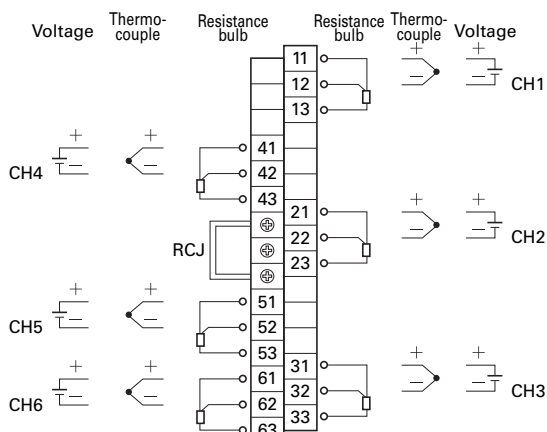 Voltage Thermo-couple Resistance bulb Resistance bulb Thermo-couple Voltage
11
12
13
CH1
+ − + −
41
42
43
CH4
+ − + −
21
22
23
CH2
+ − + −
RCJ
51
52
53
CH5
+ − + −
31
32
33
CH3
+ − + −
61
62
63
CH6
+ − + −